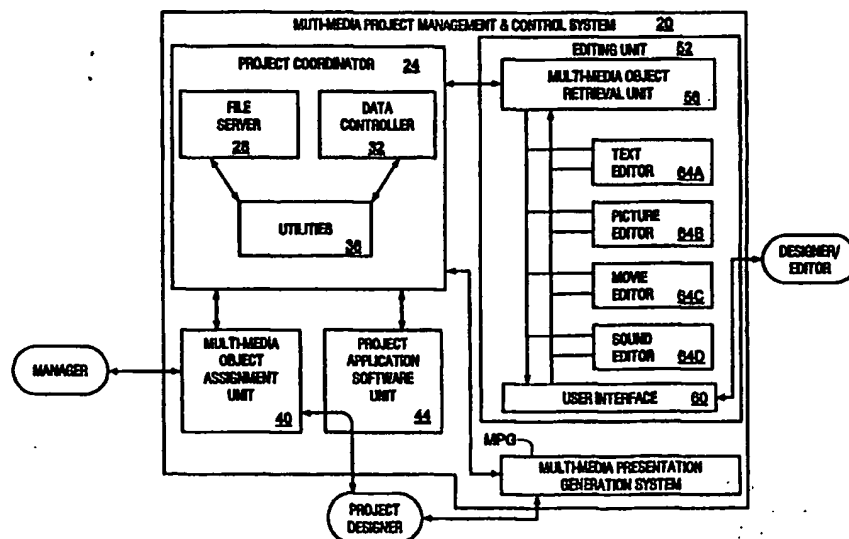 MUTI-MEDIA PROJECT MANAGEMENT & CONTROL SYSTEM 20
PROJECT COORDINATOR 24
FILE
SERVER
28
DATA
CONTROLLER
32
UTILITIES
36
EDITING UNIT 52
MULTI-MEDIA OBJECT
RETRIEVAL UNIT
56
TEXT
EDITOR 64A
PICTURE
EDITOR 64B
MOVIE
EDITOR 64C
SOUND
EDITOR 64D
USER INTERFACE 60
DESIGNER/
EDITOR
MANAGER
MULTI-MEDIA
OBJECT
ASSIGNMENT
UNIT
40
PROJECT
APPLICATION
SOFTWARE
UNIT
44
MPG
MULTI-MEDIA PRESENTATION
GENERATION SYSTEM
PROJECT
DESIGNER